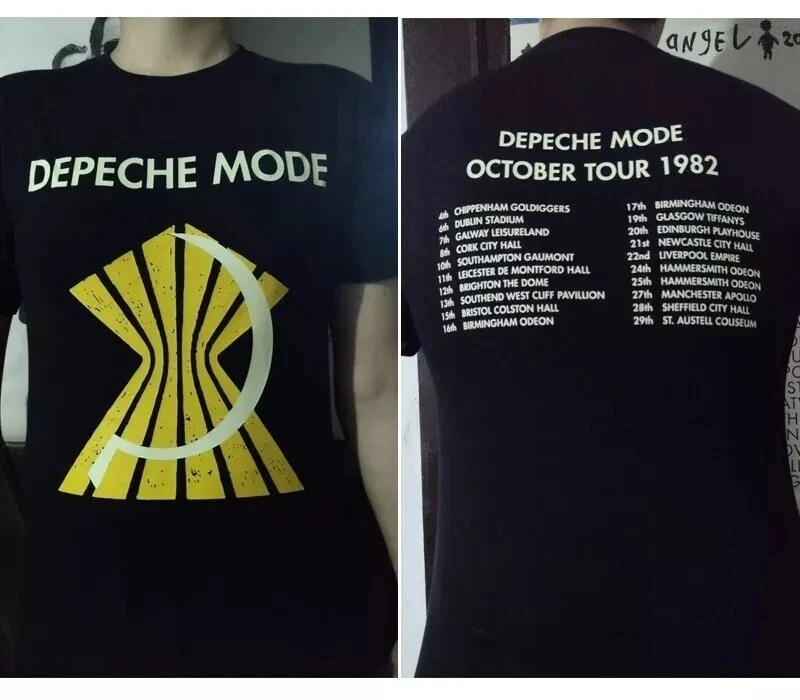 DEPECHE MODE
ANGEL 20
DEPECHE MODE
OCTOBER TOUR 1982
4th CHIPPENHAM GOLDIGGERS
6th DUBLIN STADIUM
7th GALWAY LEISURELAND
8th CORK CITY HALL
10th SOUTHAMPTON GAUMONT
11th LEICESTER DE MONTFORD HALL
12th BRIGHTON THE DOME
13th SOUTHEND WEST CLIFF PAVILLION
15th BRISTOL COLSTON HALL
16th BIRMINGHAM ODEON
17th BIRMINGHAM ODEON
19th GLASGOW TIFFANYS
20th EDINBURGH PLAYHOUSE
21st NEWCASTLE CITY HALL
22nd LIVERPOOL EMPIRE
24th HAMMERSMITH ODEON
25th HAMMERSMITH ODEON
27th MANCHESTER APOLLO
28th SHEFFIELD CITY HALL
29th ST. AUSTELL COLISEUM